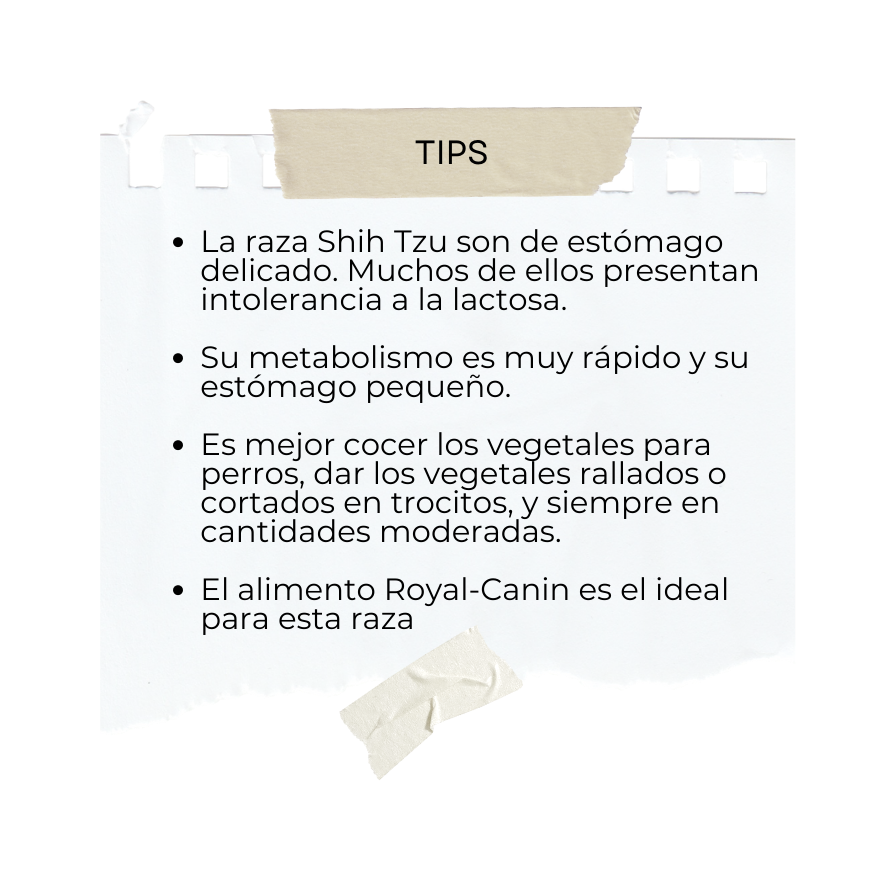 TIPS
• La raza Shih Tzu son de estómago
delicado. Muchos de ellos presentan
intolerancia a la lactosa.
• Su metabolismo es muy rápido y su
estómago pequeño.
• Es mejor cocer los vegetales para
perros, dar los vegetales rallados o
cortados en trocitos, y siempre en
cantidades moderadas.
• El alimento Royal-Canin es el ideal
para esta raza